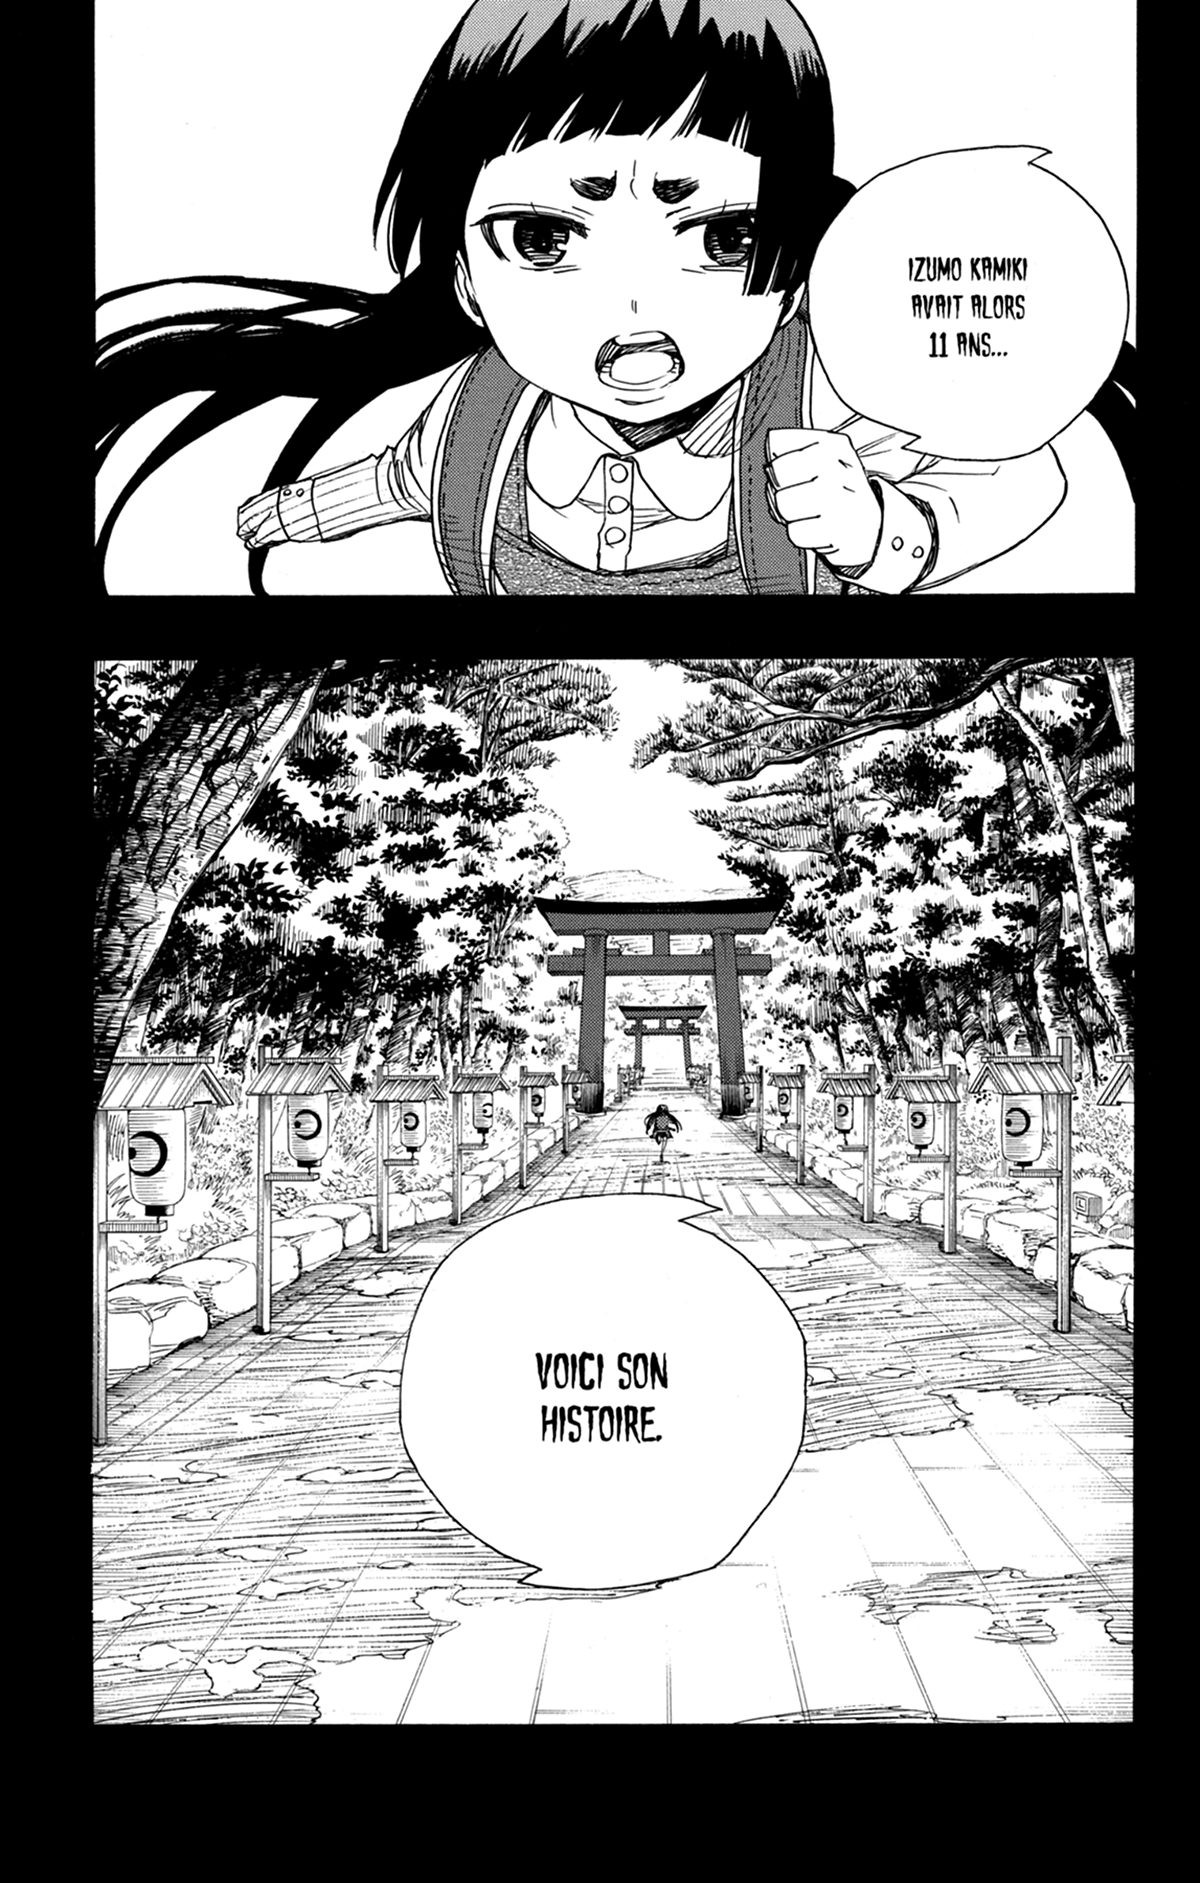 IZUMO KAMIKI
AVAIT ALORS
11 ANS...
VOICI SON
HISTOIRE.